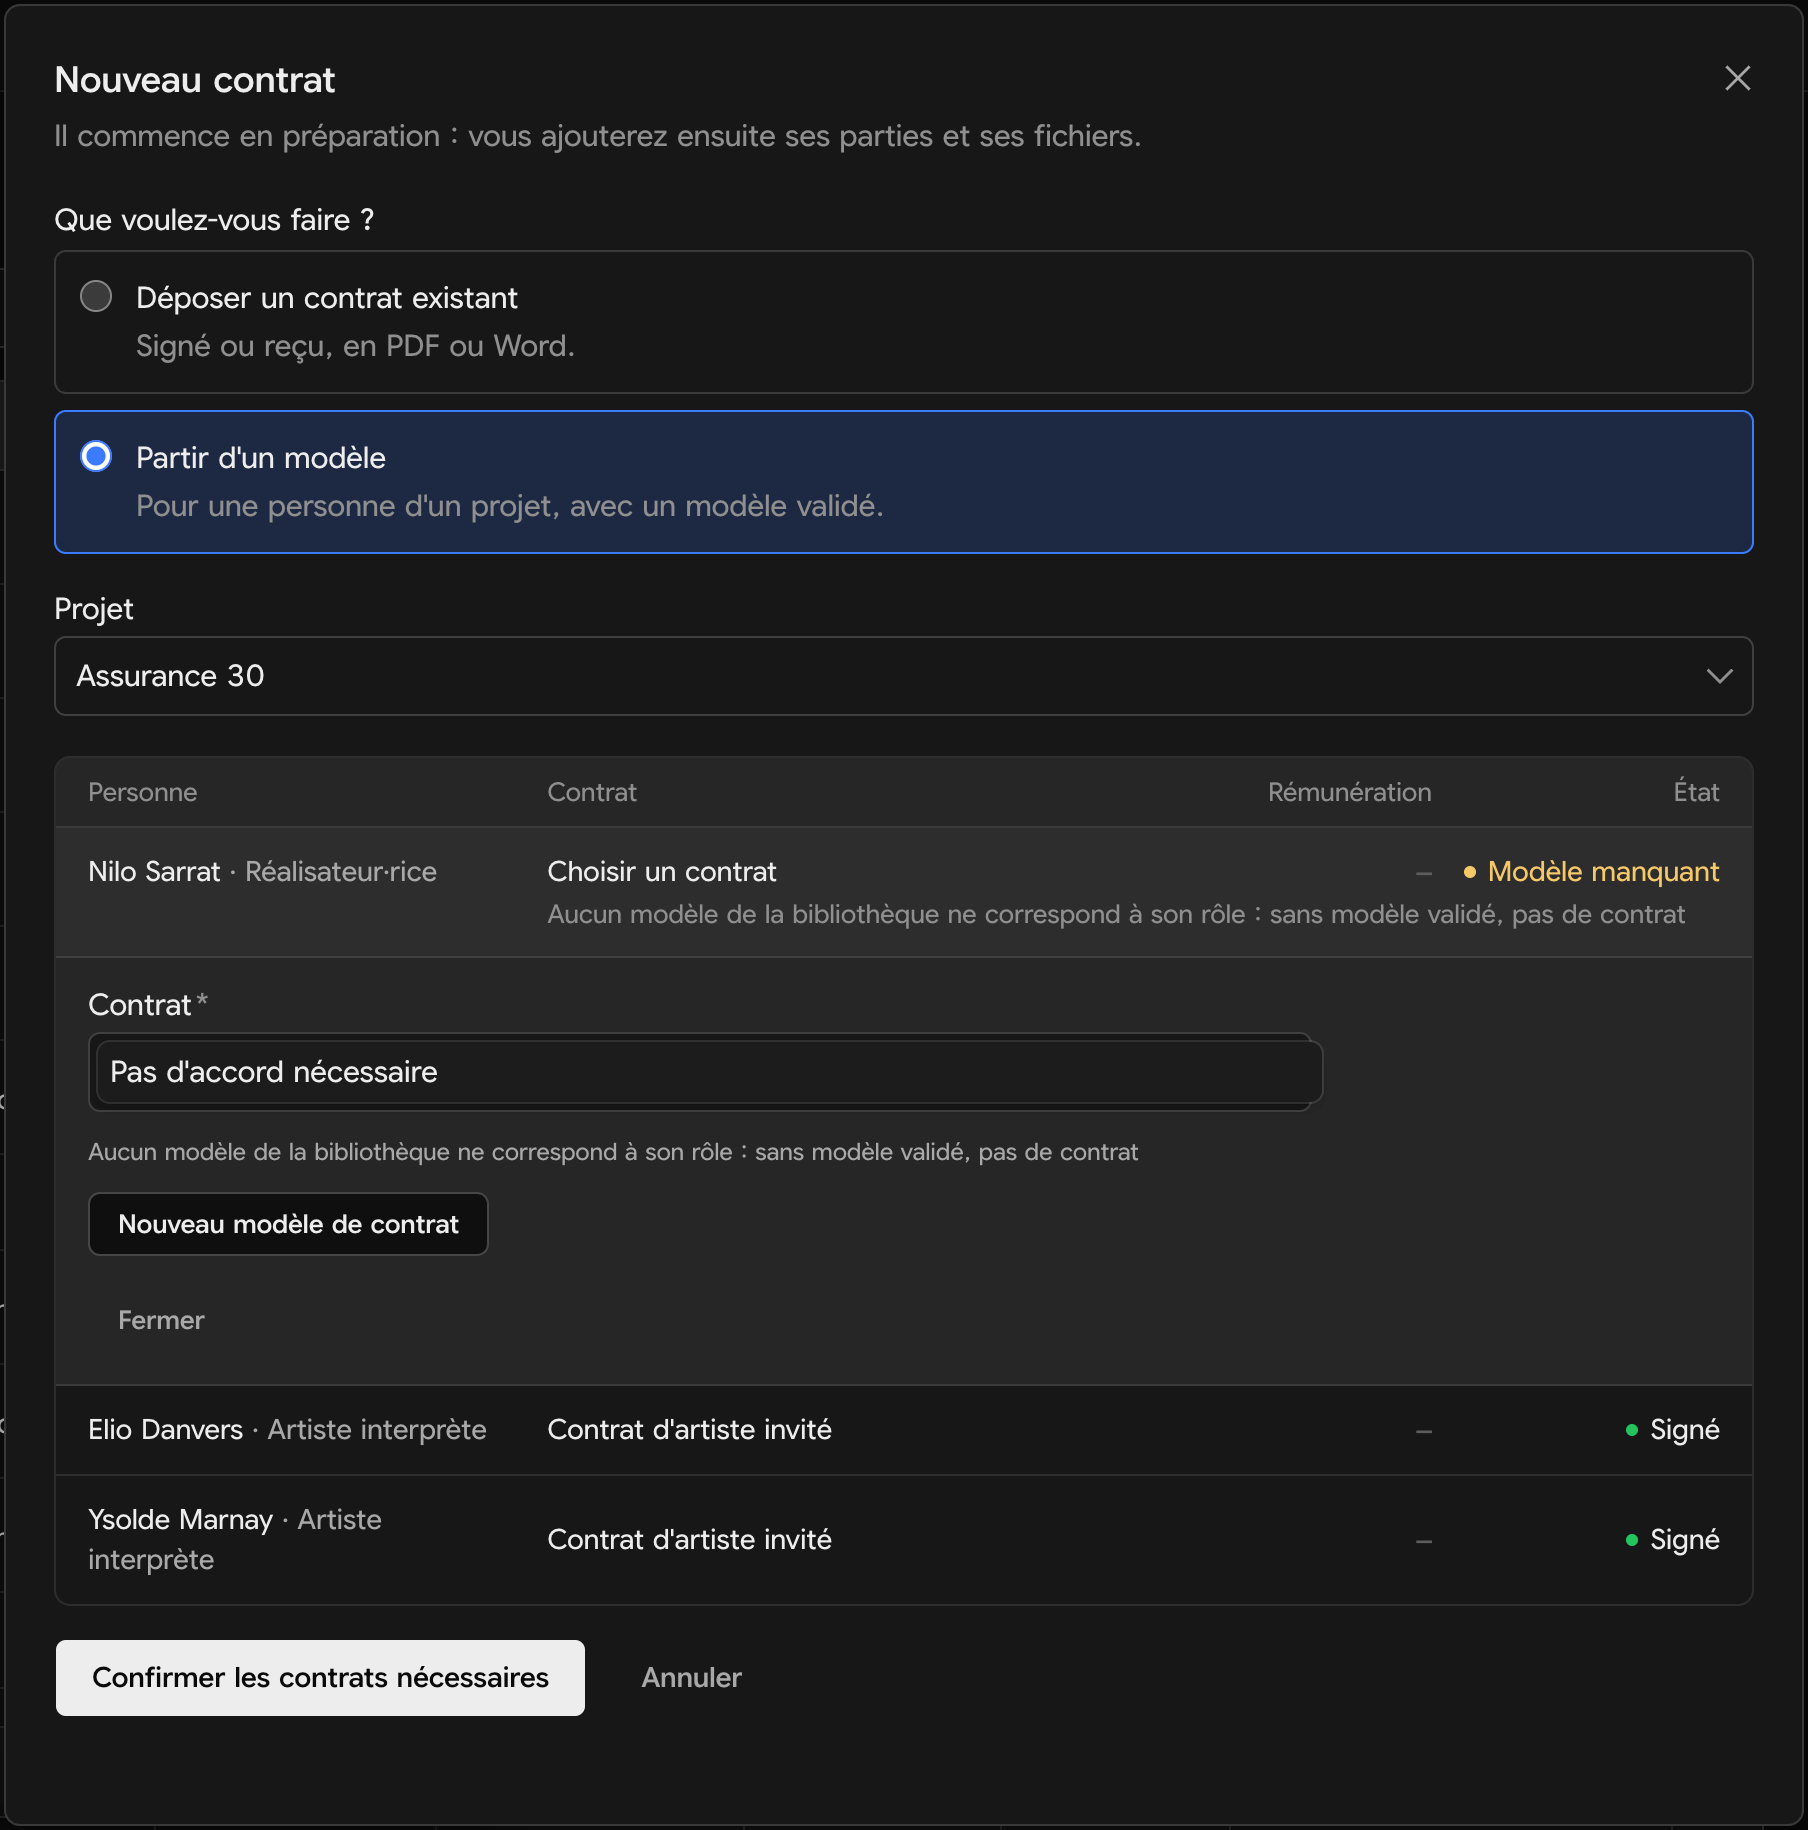 Nouveau contrat
Il commence en préparation : vous ajouterez ensuite ses parties et ses fichiers.
Que voulez-vous faire ?
Déposer un contrat existant
Signé ou reçu, en PDF ou Word.
Partir d'un modèle
Pour une personne d'un projet, avec un modèle validé.
Projet
Assurance 30
Personne Contrat Rémunération État
Nilo Sarrat · Réalisateur·rice Choisir un contrat – Modèle manquant
Aucun modèle de la bibliothèque ne correspond à son rôle : sans modèle validé, pas de contrat
Contrat *
Pas d'accord nécessaire
Aucun modèle de la bibliothèque ne correspond à son rôle : sans modèle validé, pas de contrat
Nouveau modèle de contrat
Fermer
Elio Danvers · Artiste interprète Contrat d'artiste invité – Signé
Ysolde Marnay · Artiste
interprète Contrat d'artiste invité – Signé
Confirmer les contrats nécessaires Annuler